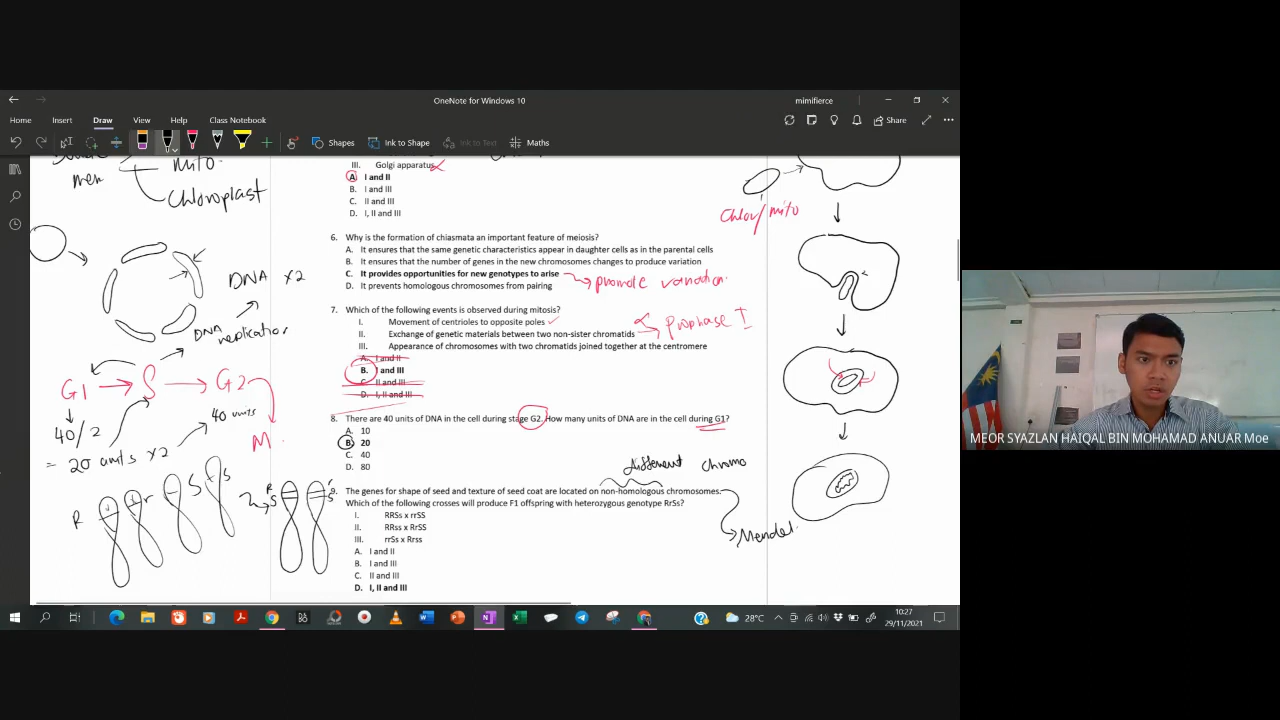 OneNote for Windows 10
mimifierce
Home
Insert
Draw
View
Help
Class Notebook
Share
Shapes
Ink to Shape
Ink to Text
Maths
III. Golgi apparatus
A I and II
B. I and III
C. II and III
D. I, II and III
mem
mito
chloroplast
Chlor/mito
6. Why is the formation of chiasmata an important feature of meiosis?
A. It ensures that the same genetic characteristics appear in daughter cells as in the parental cells
B. It ensures that the number of genes in the new chromosomes changes to produce variation
C. It provides opportunities for new genotypes to arise
promote variation
D. It prevents homologous chromosomes from pairing
DNA x2
DNA
replication
7. Which of the following events is observed during mitosis?
I. Movement of centrioles to opposite poles
II. Exchange of genetic materials between two non-sister chromatids
prophase I
III. Appearance of chromosomes with two chromatids joined together at the centromere
A. I and II
B. I and III
C. II and III
D. I, II and III
G1 S G2
40/2
40 units
= 20 units x2
M
8. There are 40 units of DNA in the cell during stage G2. How many units of DNA are in the cell during G1?
A. 10
B. 20
C. 40
D. 80
different chromo
R r S s
R
S
r
s
9. The genes for shape of seed and texture of seed coat are located on non-homologous chromosomes.
Which of the following crosses will produce F1 offspring with heterozygous genotype RrSs?
Mendel
I. RRSs x rrSS
II. RRss x RrSS
III. rrSs x Rrss
A. I and II
B. I and III
C. II and III
D. I, II and III
MEOR SYAZLAN HAIQAL BIN MOHAMAD ANUAR Moe
28°C
10:27
29/11/2021